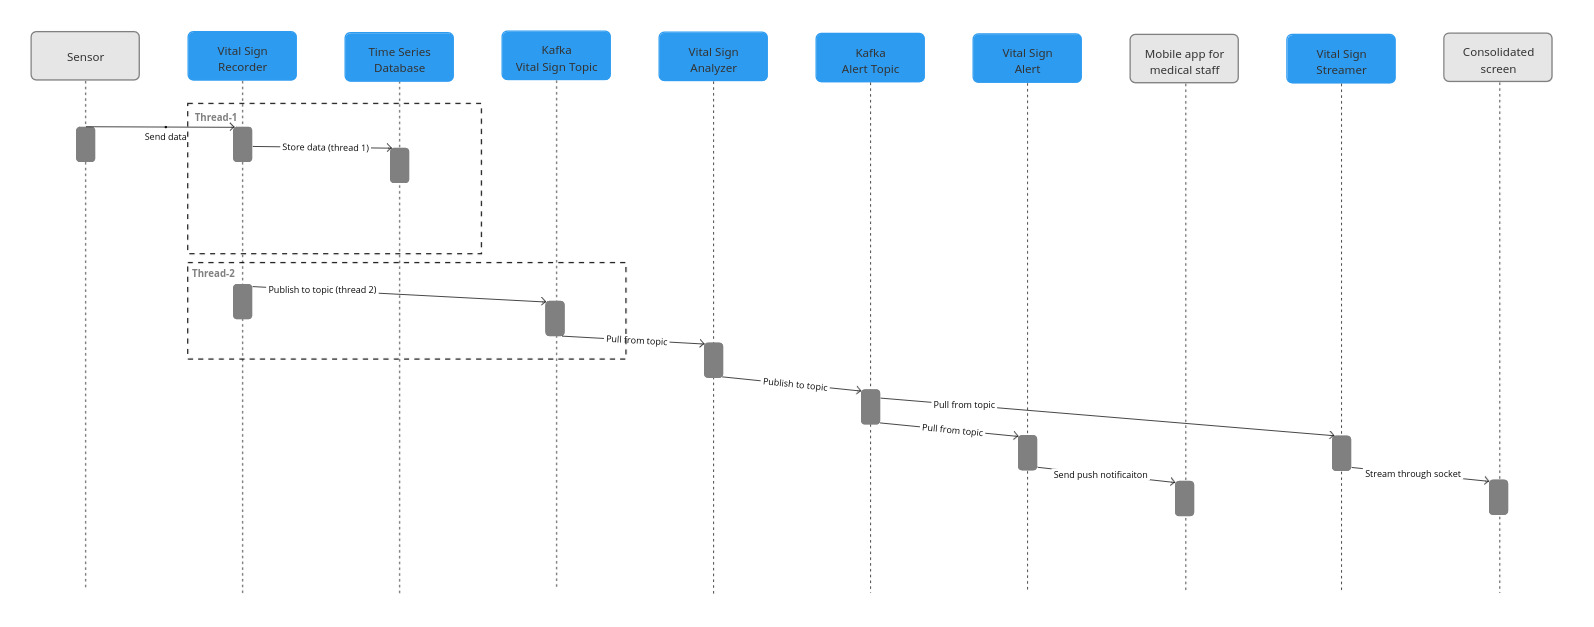 Sensor
Vital Sign
Recorder
Time Series
Database
Kafka
Vital Sign Topic
Vital Sign
Analyzer
Kafka
Alert Topic
Vital Sign
Alert
Mobile app for
medical staff
Vital Sign
Streamer
Consolidated
screen
Thread-1
Send data
Store data (thread 1)
Thread-2
Publish to topic (thread 2)
Pull from topic
Publish to topic
Pull from topic
Pull from topic
Send push notificaiton
Stream through socket